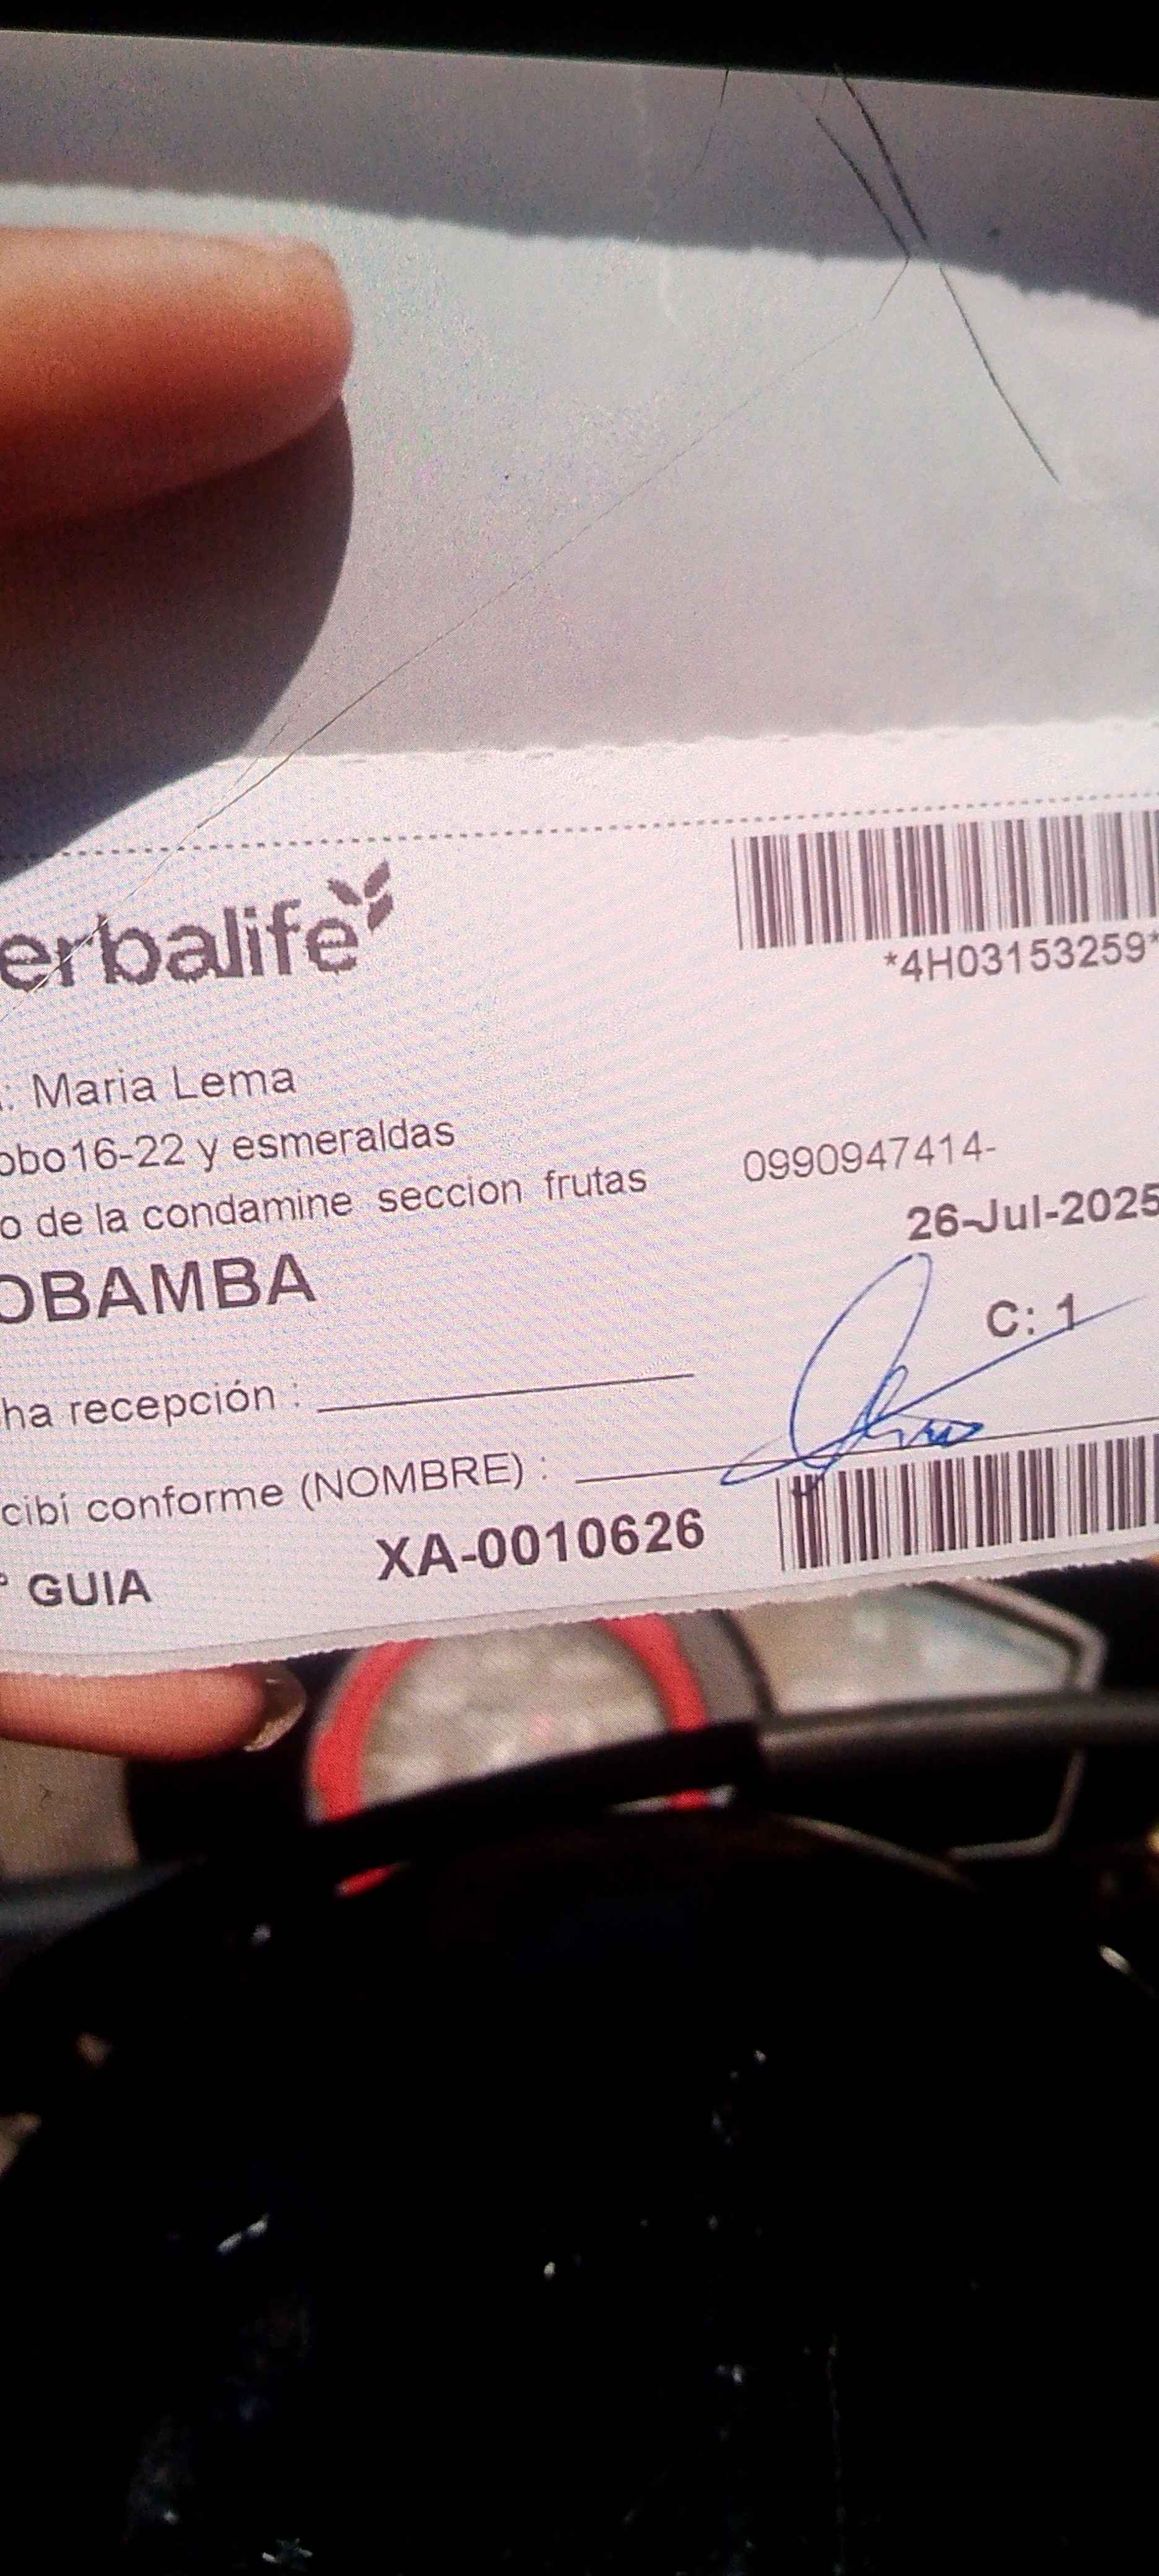 erbalife
*4H03153259*
.: Maria Lema
obo16-22 y esmeraldas
0990947414-
o de la condamine seccion frutas
26-Jul-2025
OBAMBA
C: 1
ha recepción :
cibí conforme (NOMBRE) :
° GUIA XA-0010626